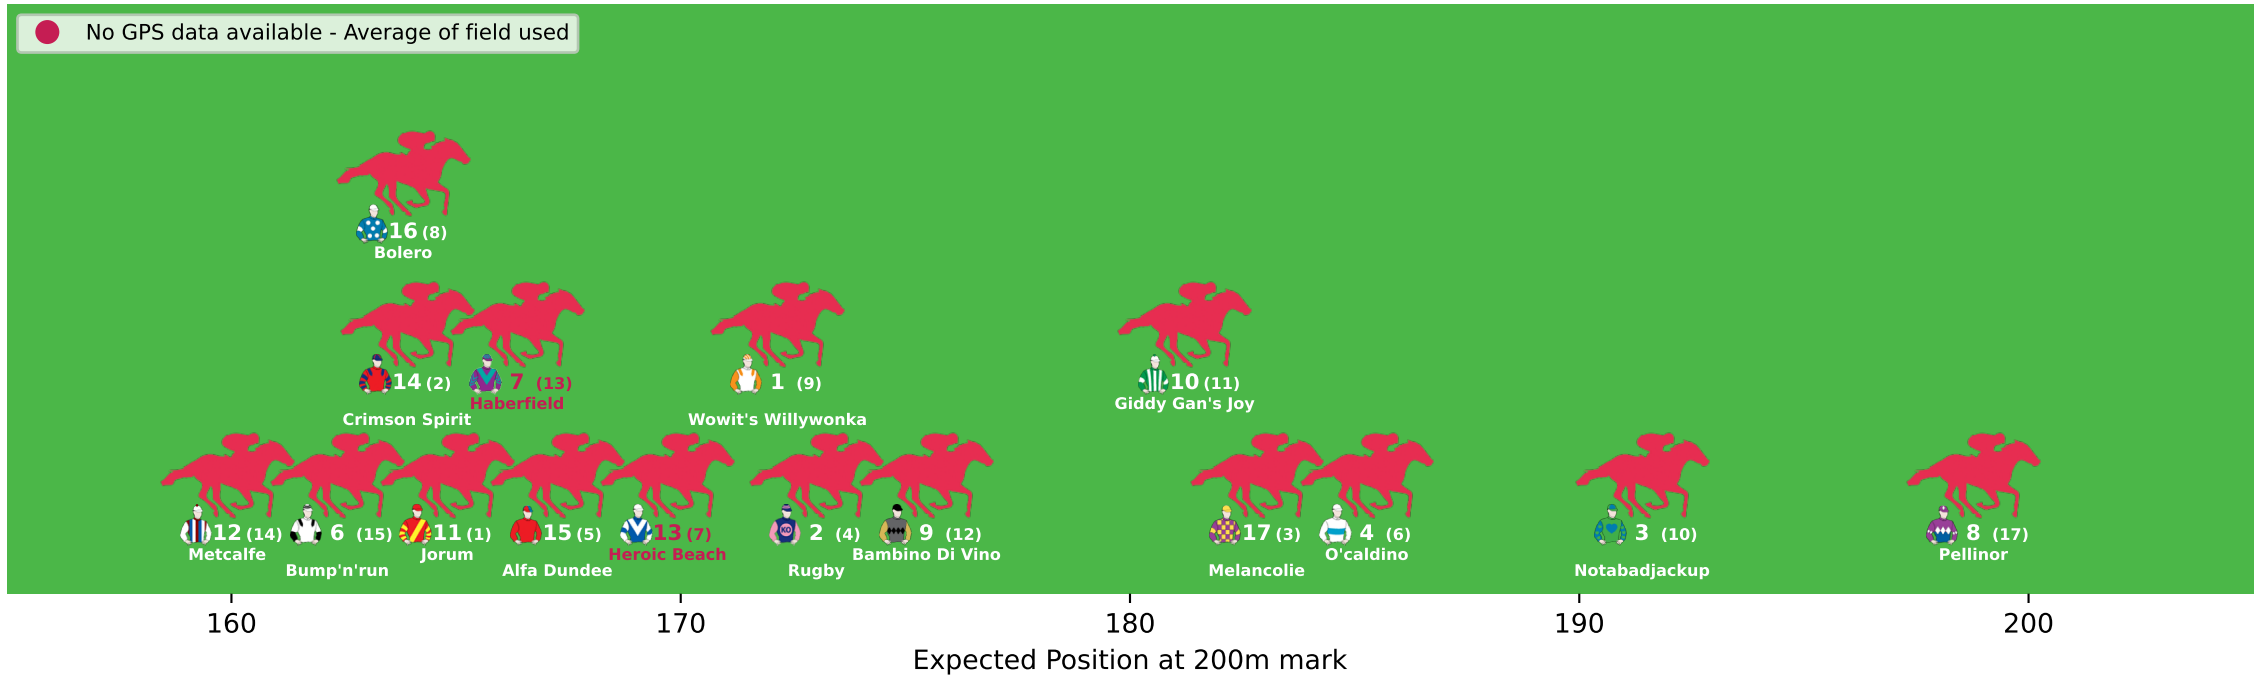 No GPS data available - Average of field used
16 (8)
Bolero
14 (2)
Crimson Spirit
7 (13)
Haberfield
1 (9)
Wowit's Willywonka
10 (11)
Giddy Gan's Joy
12 (14)
Metcalfe
6 (15)
Bump'n'run
11 (1)
Jorum
15 (5)
Alfa Dundee
13 (7)
Heroic Beach
KO
2 (4)
Rugby
9 (12)
Bambino Di Vino
17 (3)
Melancolie
4 (6)
O'caldino
3 (10)
Notabadjackup
8 (17)
Pellinor
160 170 180 190 200
Expected Position at 200m mark